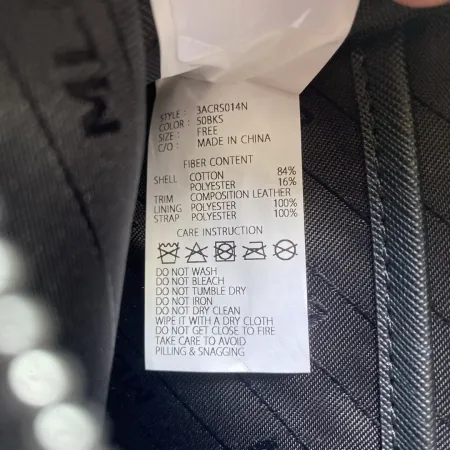 STYLE : 3ACRS014N
COLOR : 50BKS
SIZE : FREE
C/O : MADE IN CHINA
FIBER CONTENT
SHELL COTTON 84%
POLYESTER 16%
TRIM COMPOSITION LEATHER
LINING POLYESTER 100%
STRAP POLYESTER 100%
CARE INSTRUCTION
DO NOT WASH
DO NOT BLEACH
DO NOT TUMBLE DRY
DO NOT IRON
DO NOT DRY CLEAN
WIPE IT WITH A DRY CLOTH
DO NOT GET CLOSE TO FIRE
TAKE CARE TO AVOID
PILLING & SNAGGING